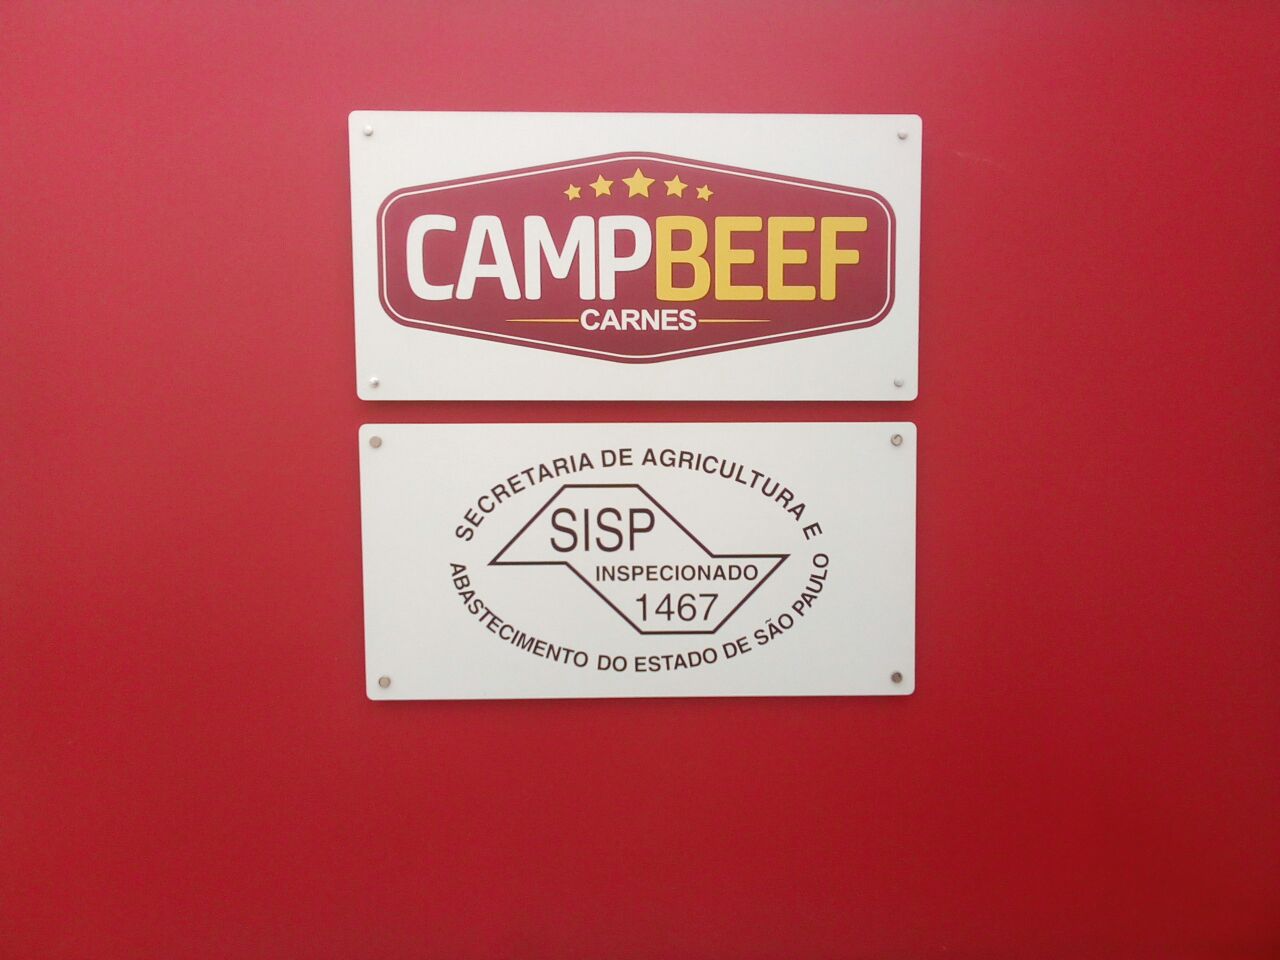 CAMPBEEF
CARNES
SECRETARIA DE AGRICULTURA E
SISP
INSPECIONADO
1467
ABASTECIMENTO DO ESTADO DE SÃO PAULO